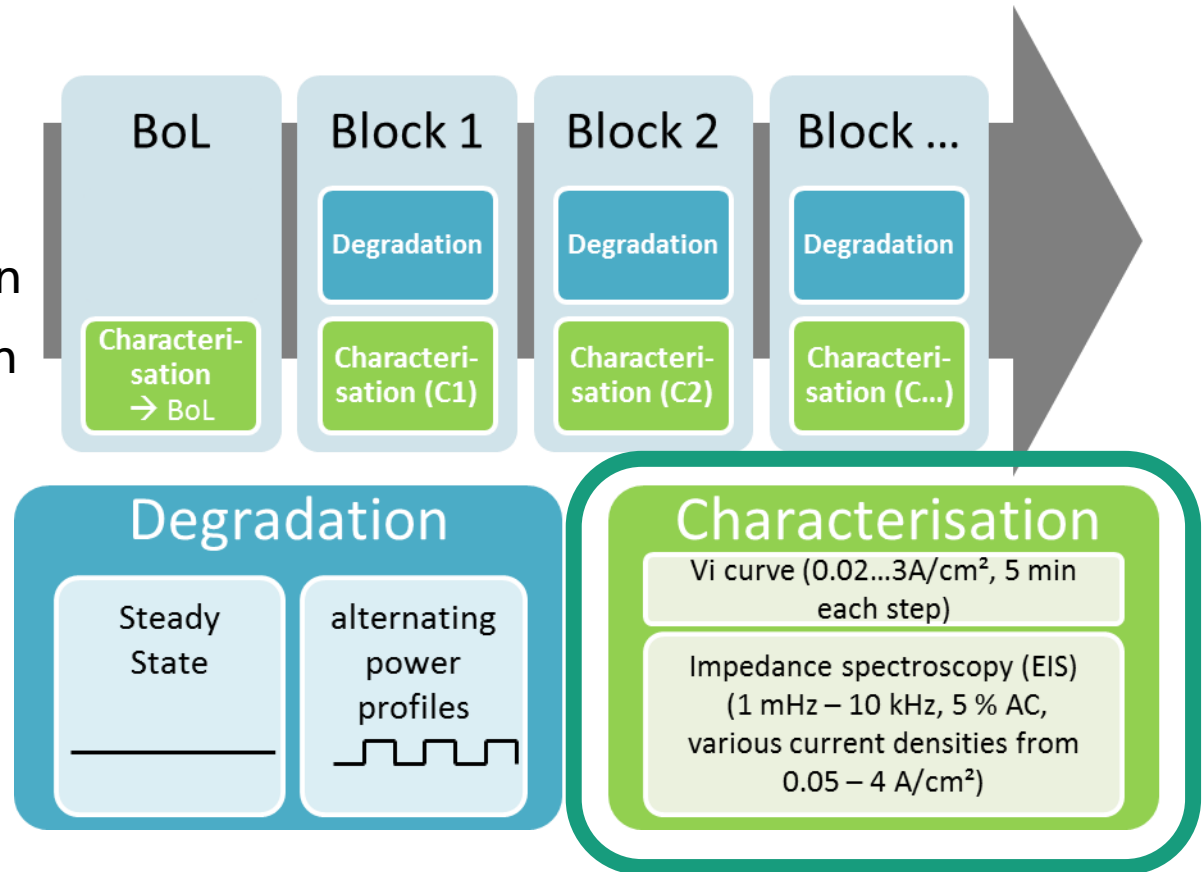 BoL
Block 1
Block 2
Block ...
Degradation
Degradation
Degradation
n
n
Characteri-
sation
→ BoL
Characteri-
sation (C1)
Characteri-
sation (C2)
Characteri-
sation (C...)
Degradation
Steady
State
alternating
power
profiles
Characterisation
Vi curve (0.02...3A/cm², 5 min
each step)
Impedance spectroscopy (EIS)
(1 mHz – 10 kHz, 5 % AC,
various current densities from
0.05 – 4 A/cm²)